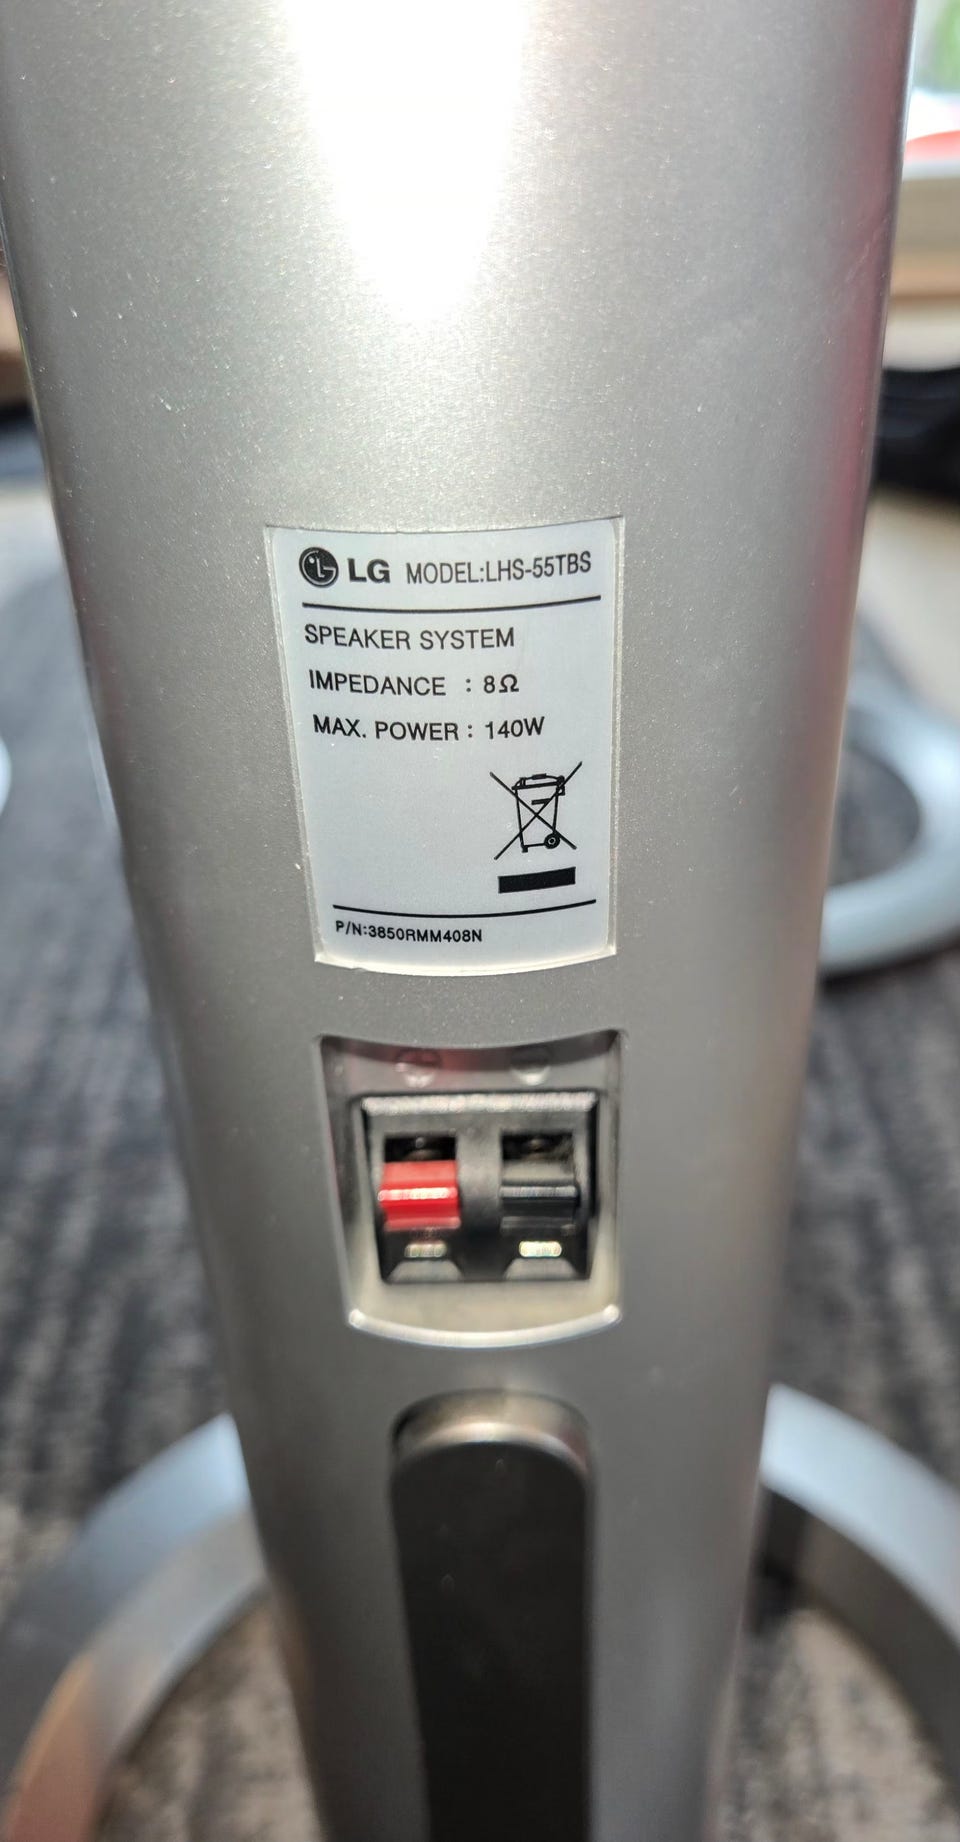 LG MODEL:LHS-55TBS
SPEAKER SYSTEM
IMPEDANCE : 8Ω
MAX. POWER : 140W
P/N:3850RMM408N